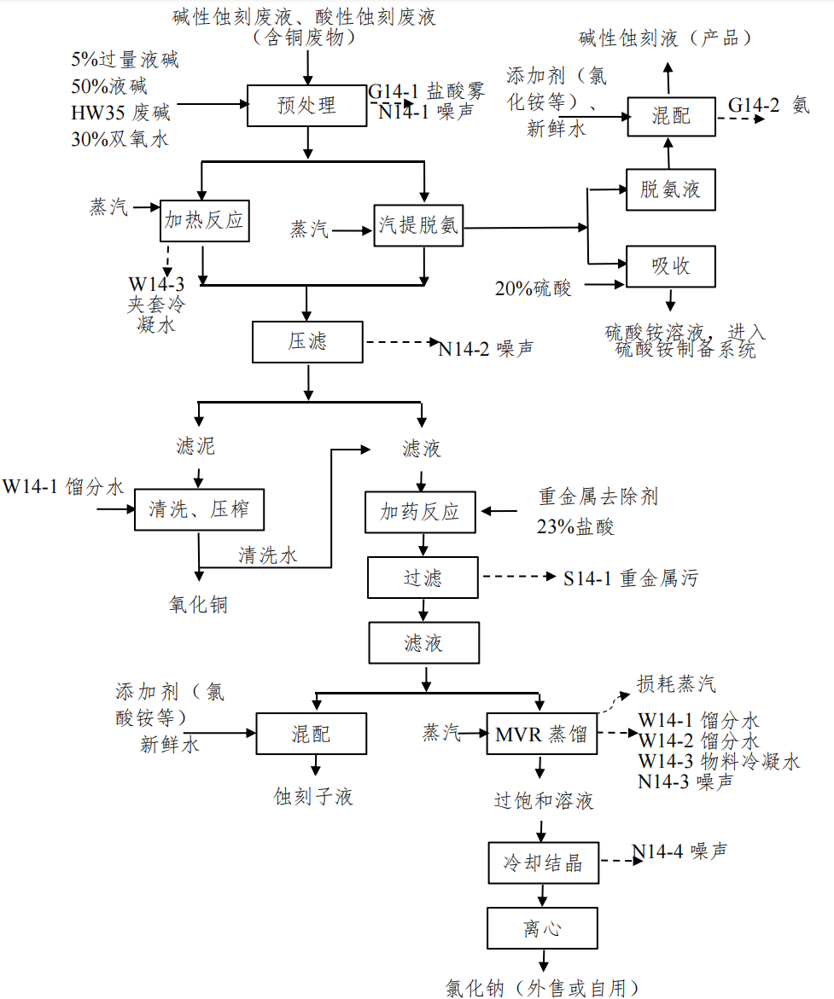 碱性蚀刻废液、酸性蚀刻废液
（含铜废物）
碱性蚀刻液（产品）
5%过量液碱
50%液碱
HW35 废碱
30%双氧水
预处理
G14-1 盐酸雾
N14-1 噪声
添加剂（氯
化铵等）、
新鲜水
混配
G14-2 氨
脱氨液
蒸汽
加热反应
蒸汽
汽提脱氨
吸收
20%硫酸
W14-3
夹套冷
凝水
硫酸铵溶液，进入
硫酸铵制备系统
压滤
N14-2 噪声
滤泥
滤液
W14-1 馏分水
清洗、压榨
加药反应
重金属去除剂
23%盐酸
清洗水
过滤
S14-1 重金属污
氧化铜
滤液
添加剂（氯
酸铵等）
新鲜水
混配
蒸汽
MVR 蒸馏
损耗蒸汽
W14-1 馏分水
W14-2 馏分水
W14-3 物料冷凝水
N14-3 噪声
蚀刻子液
过饱和溶液
冷却结晶
N14-4 噪声
离心
氯化钠（外售或自用）